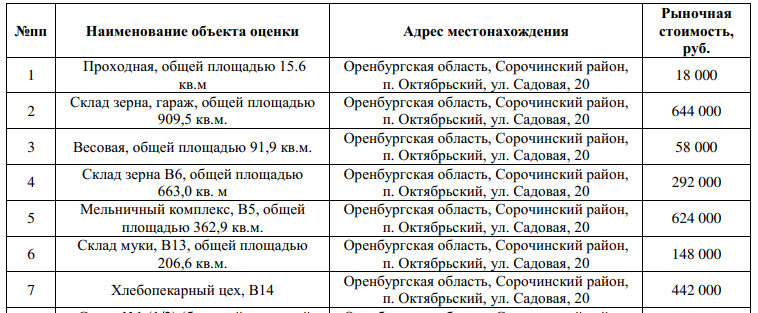 №пп Наименование объекта оценки Адрес местонахождения Рыночная стоимость, руб.
1 Проходная, общей площадью 15.6 кв.м Оренбургская область, Сорочинский район, п. Октябрьский, ул. Садовая, 20 18 000
2 Склад зерна, гараж, общей площадью 909,5 кв.м. Оренбургская область, Сорочинский район, п. Октябрьский, ул. Садовая, 20 644 000
3 Весовая, общей площадью 91,9 кв.м. Оренбургская область, Сорочинский район, п. Октябрьский, ул. Садовая, 20 58 000
4 Склад зерна В6, общей площадью 663,0 кв. м Оренбургская область, Сорочинский район, п. Октябрьский, ул. Садовая, 20 292 000
5 Мельничный комплекс, В5, общей площадью 362,9 кв.м. Оренбургская область, Сорочинский район, п. Октябрьский, ул. Садовая, 20 624 000
6 Склад муки, В13, общей площадью 206,6 кв.м. Оренбургская область, Сорочинский район, п. Октябрьский, ул. Садовая, 20 148 000
7 Хлебопекарный цех, В14 Оренбургская область, Сорочинский район, п. Октябрьский, ул. Садовая, 20 442 000